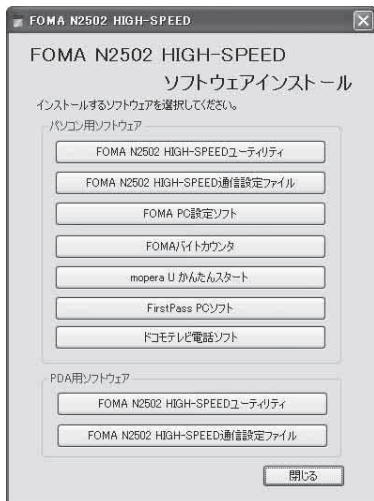 FOMA N2502 HIGH-SPEED
FOMA N2502 HIGH-SPEED
ソフトウェアインストール
インストールするソフトウェアを選択してください。
パソコン用ソフトウェア
FOMA N2502 HIGH-SPEEDユーティリティ
FOMA N2502 HIGH-SPEED通信設定ファイル
FOMA PC設定ソフト
FOMAバイトカウンタ
mopera U かんたんスタート
FirstPass PCソフト
ドコモテレビ電話ソフト
PDA用ソフトウェア
FOMA N2502 HIGH-SPEEDユーティリティ
FOMA N2502 HIGH-SPEED通信設定ファイル
閉じる